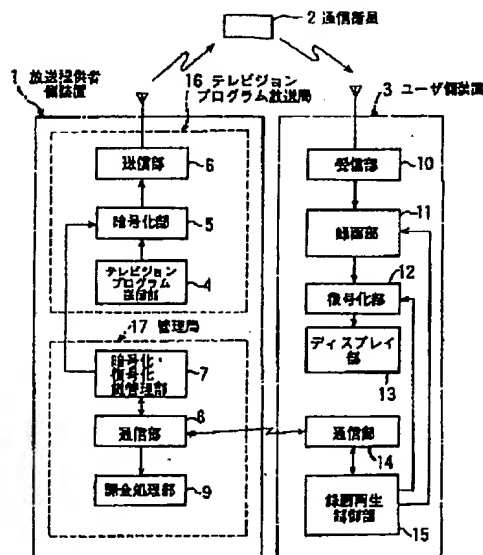 2 通信衛星
1 放送提供者
側装置
16 テレビジョン
プログラム放送局
3 ユーザ側装置
送信部
6
暗号化部
5
テレビジョン
プログラム
4
17 管理局
暗号化・
復号化
鍵管理部
7
通信部
8
課金処理部
9
受信部
10
録画部
11
復号化部
12
ディスプレイ
部
13
通信部
14
録画再生
制御部
15